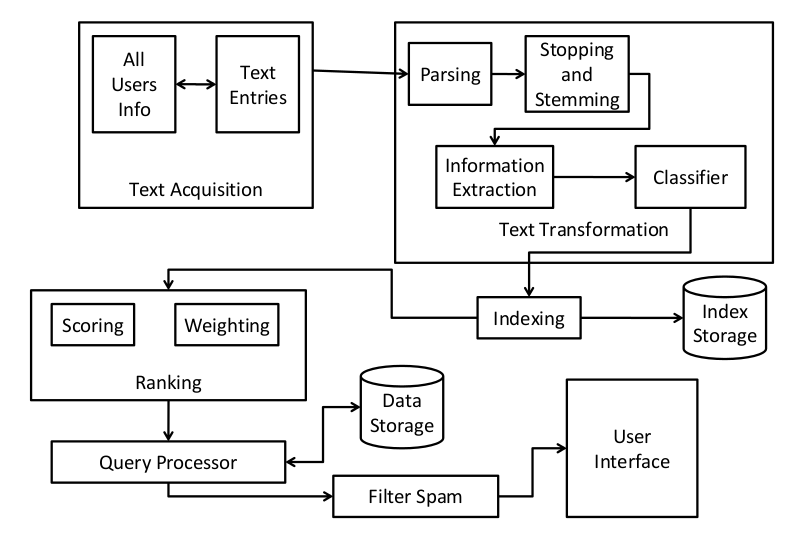 All
Users
Info
Text
Entries
Text Acquisition
Parsing
Stopping
and
Stemming
Information
Extraction
Classifier
Text Transformation
Indexing
Index
Storage
Scoring
Weighting
Ranking
Data
Storage
Query Processor
Filter Spam
User
Interface